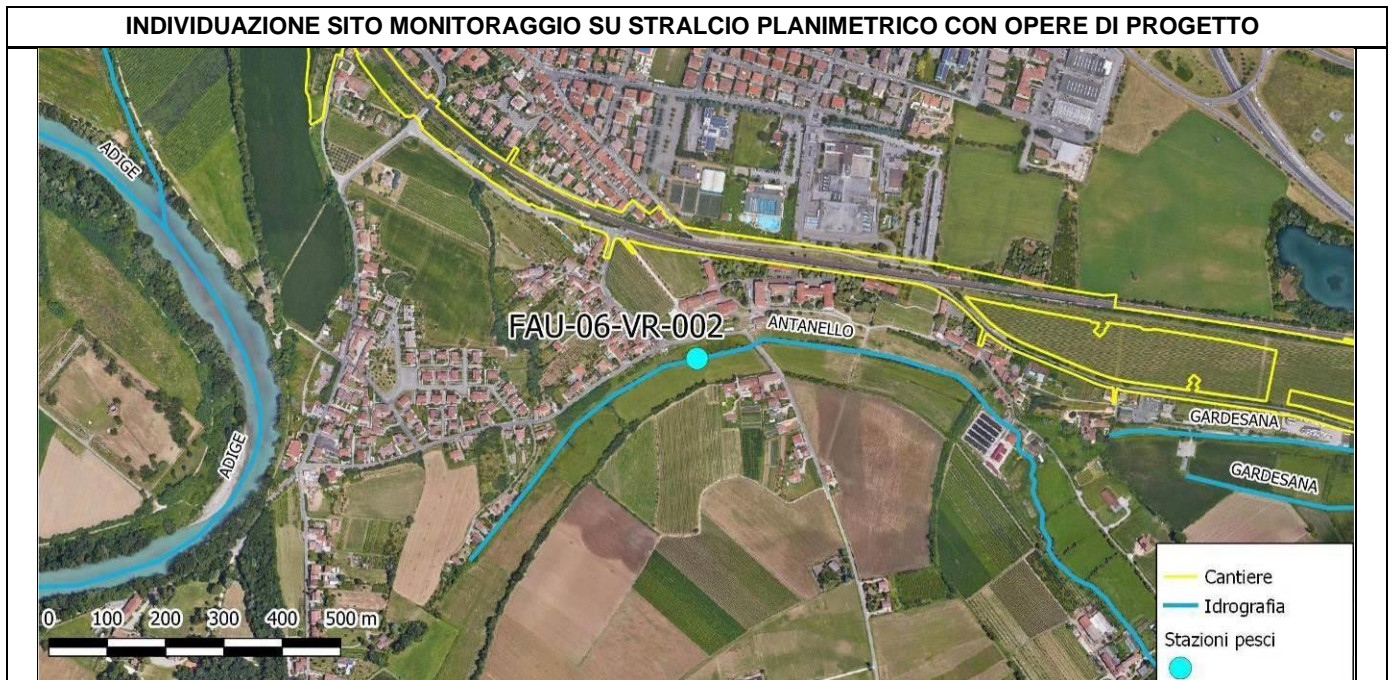 INDIVIDUAZIONE SITO MONITORAGGIO SU STRALCIO PLANIMETRICO CON OPERE DI PROGETTO
ADIGE
FAU-06-VR-002
ANTANELLO
GARDESANA
ADIGE
GARDESANA
0 100 200 300 400 500 m
Cantiere
Idrografia
Stazioni pesci